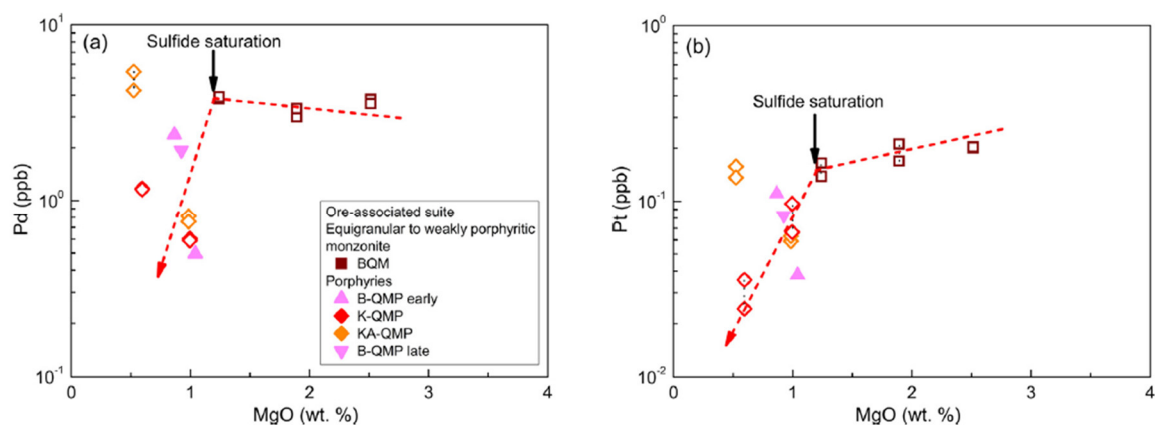 (a)
Sulfide saturation
10¹
10⁰
10⁻¹
Pd (ppb)
0 1 2 3 4
MgO (wt. %)
Ore-associated suite
Equigranular to weakly porphyritic
monzonite
BQM
Porphyries
B-QMP early
K-QMP
KA-QMP
B-QMP late
(b)
Sulfide saturation
10⁰
10⁻¹
10⁻²
Pt (ppb)
0 1 2 3 4
MgO (wt. %)